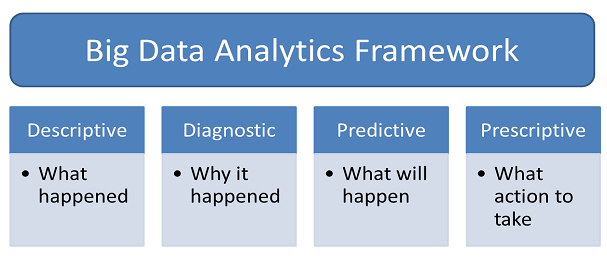 Big Data Analytics Framework
Descriptive
• What
happened
Diagnostic
• Why it
happened
Predictive
• What will
happen
Prescriptive
• What
action to
take